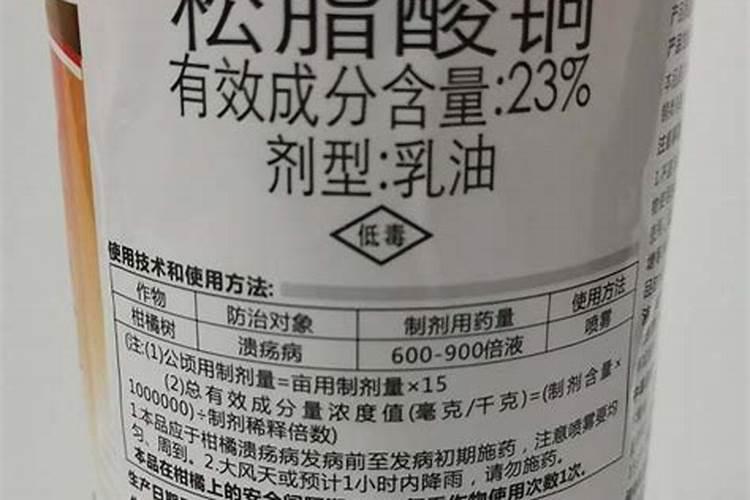 松脂酸铜
有效成分含量:23%
剂型:乳油
低毒
使用技术和使用方法:
作物 防治对象 制剂用药量 使用方法
柑橘树 溃疡病 600-900倍液 喷雾
注:(1)公顷用制剂量=亩用制剂量×15
(2)总有效成分量浓度值(毫克/千克)=(制剂含量×
1000000)÷制剂稀释倍数)
1.本品应于柑橘溃疡病发病前至发病初期施药，注意喷雾要均
匀、周到。2.大风天或预计1小时内降雨，请勿施药。
本品在柑橘上的安全间隔期 作物使用次数1次。
生产日期